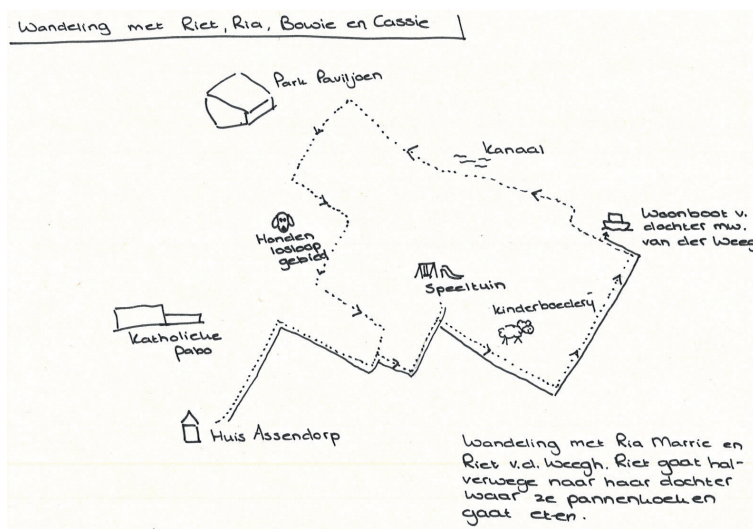 Wandeling met Riet, Ria, Bowie en Cassie
Park Paviljoen
Kanaal
Woonboot v.
dochter mw.
van der Weeg
Honden
losloop
gebied
Speeltuin
kinderboederij
Katholieke
Pabo
Huis Assendorp
Wandeling met Ria Marrie en
Riet v.d. Weegh. Riet gaat hal-
verwege naar haar dochter
waar ze pannenkoeken
gaat eten.